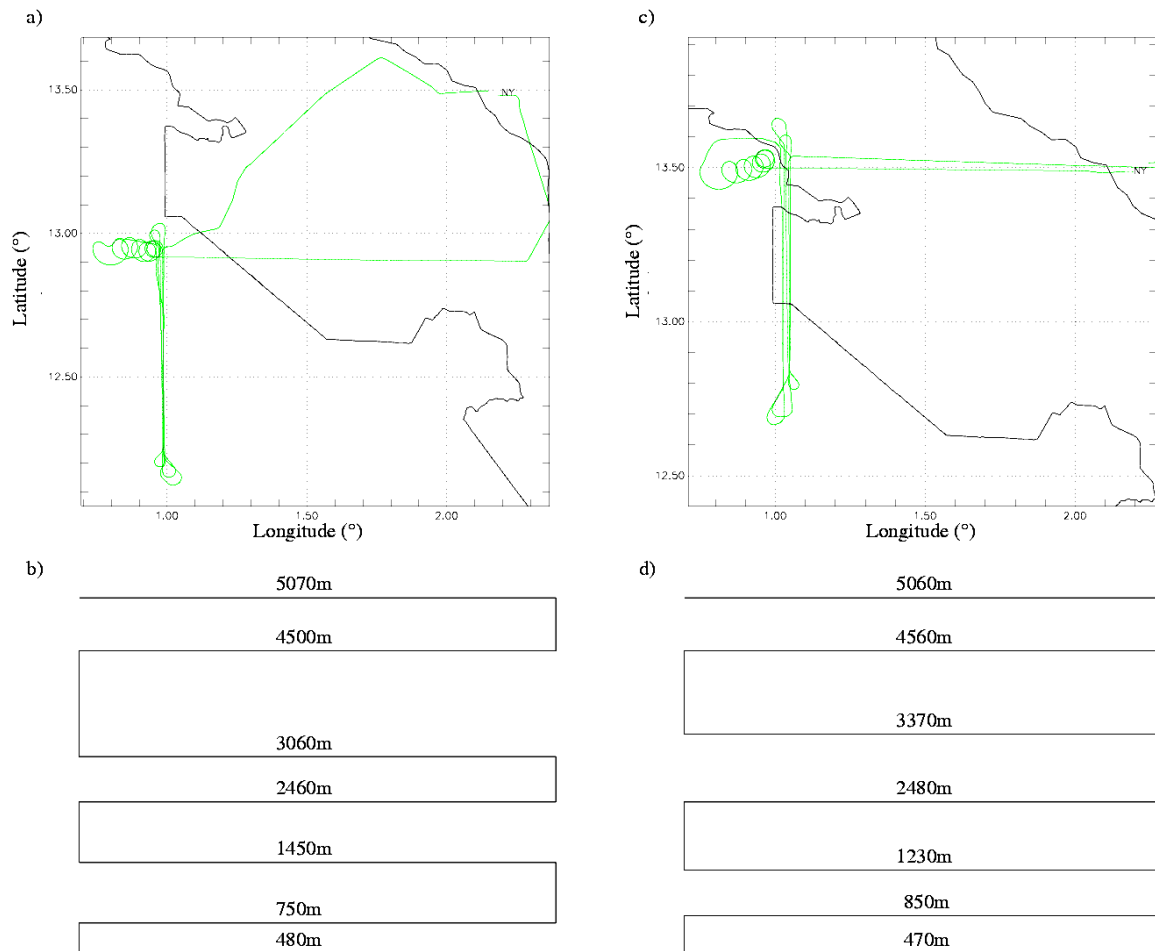 a)
13.50
13.00
12.50
Latitude (°)
NY
1.00
1.50
2.00
Longitude (°)
c)
13.50
13.00
12.50
Latitude (°)
NY
1.00
1.50
2.00
Longitude (°)
b)
5070m
4500m
3060m
2460m
1450m
750m
480m
d)
5060m
4560m
3370m
2480m
1230m
850m
470m